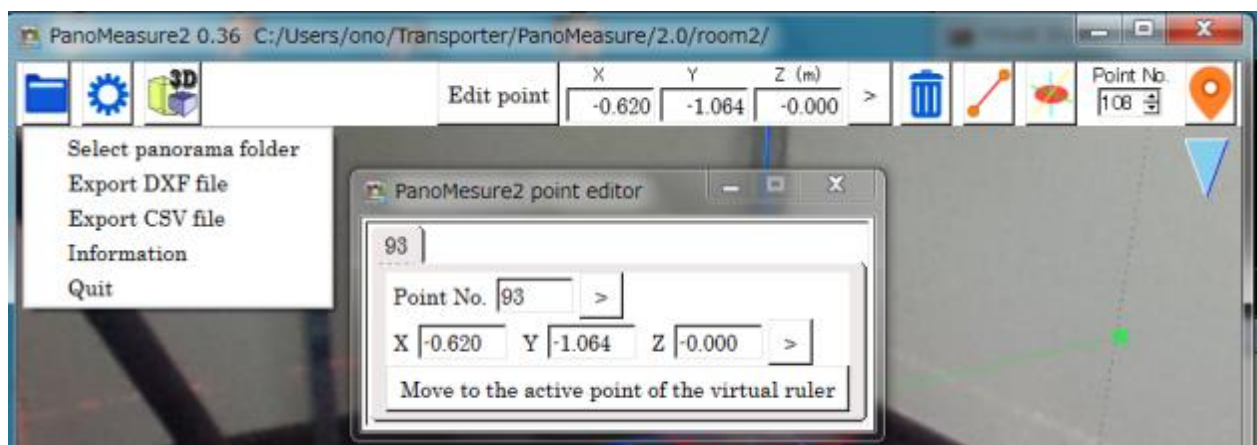 PanoMeasure2 0.36 C:/Users/ono/Transporter/PanoMeasure/2.0/room2/
X Y Z (m) Point No.
3D Edit point -0.620 -1.064 -0.000 > 108
Select panorama folder
Export DXF file
Export CSV file
Information
Quit
PanoMesure2 point editor
93
Point No. 93 >
X -0.620 Y -1.064 Z -0.000 >
Move to the active point of the virtual ruler